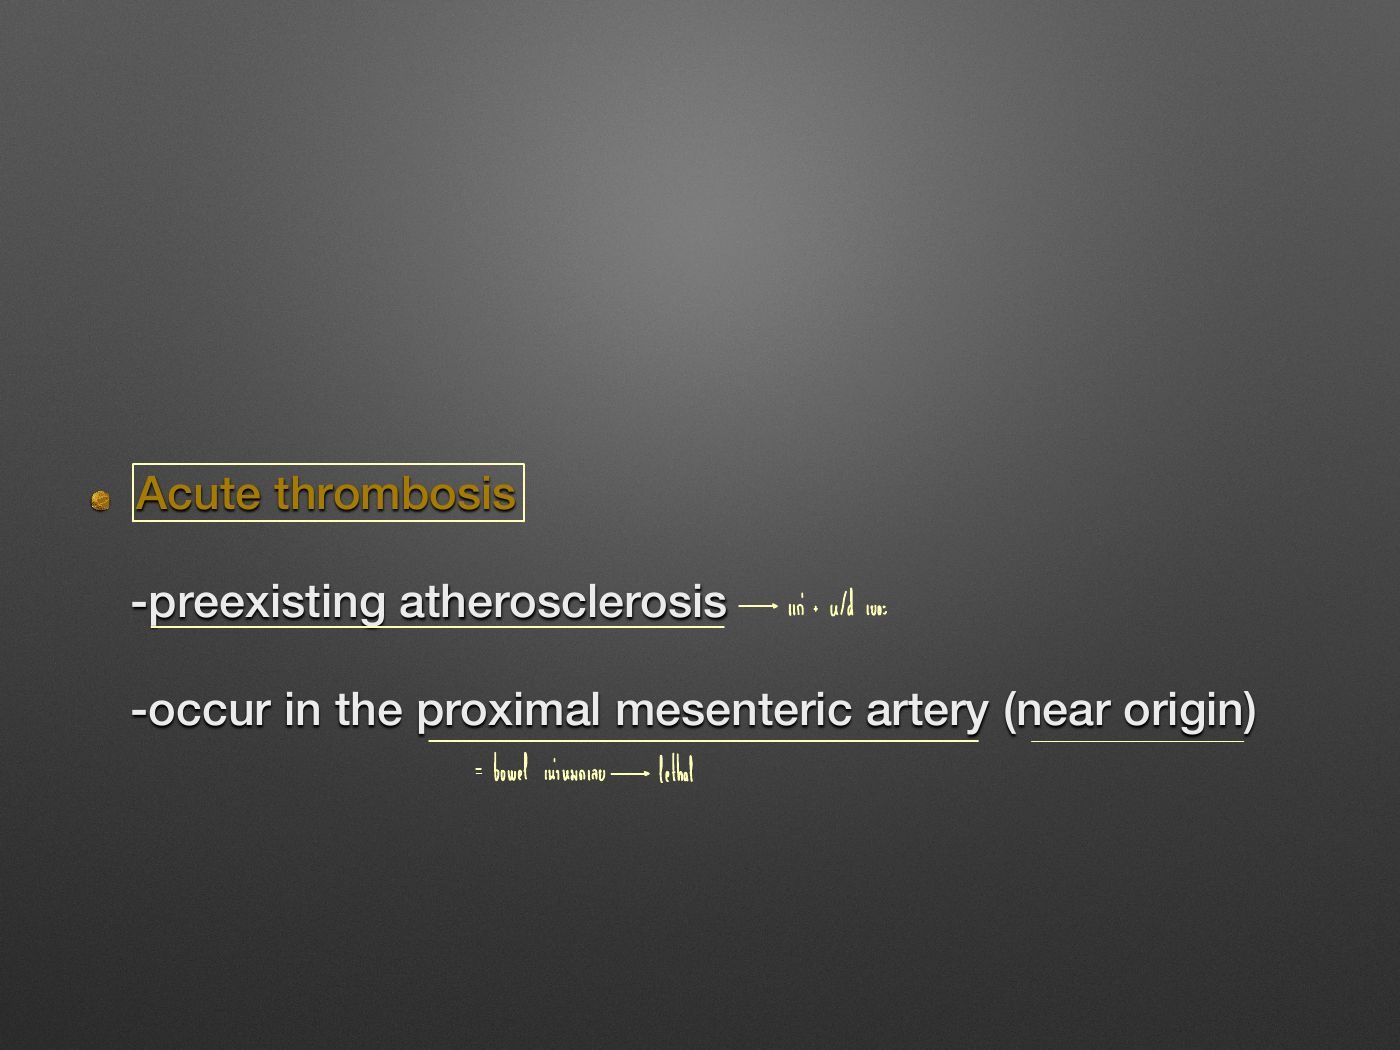 Acute thrombosis
-preexisting atherosclerosis → แก่ + u/d เยอะ
-occur in the proximal mesenteric artery (near origin)
= bowel เน่าหมดเลย → lethal